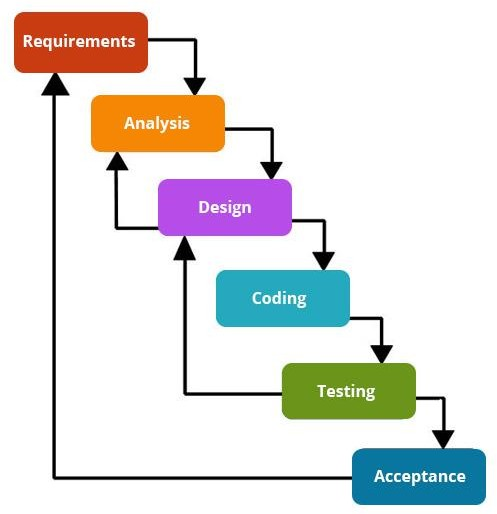 Requirements
Analysis
Design
Coding
Testing
Acceptance